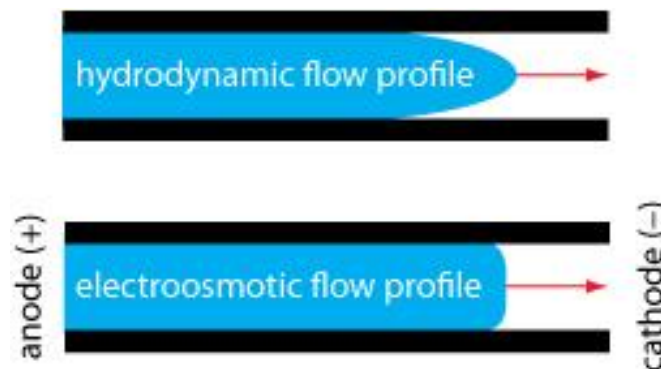 hydrodynamic flow profile
anode (+)
electroosmotic flow profile
cathode (−)